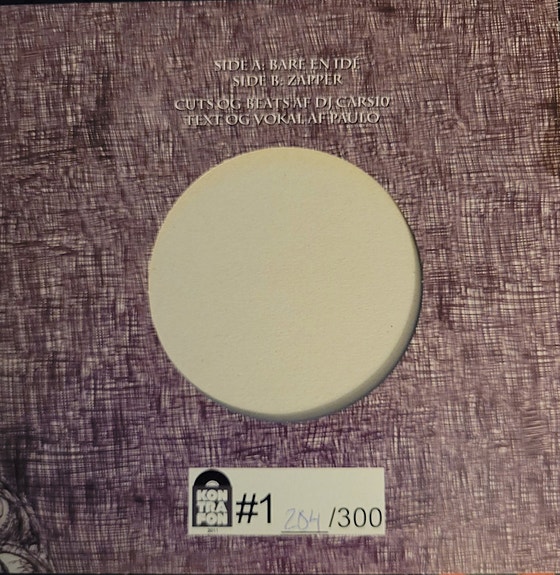 SIDE A: BARE EN IDÉ
SIDE B: ZAPPER
CUTS OG BEATS AF DJ CARS10
TEXT OG VOKAL AF PAULO
KON
TRA
FON
#1 284/300